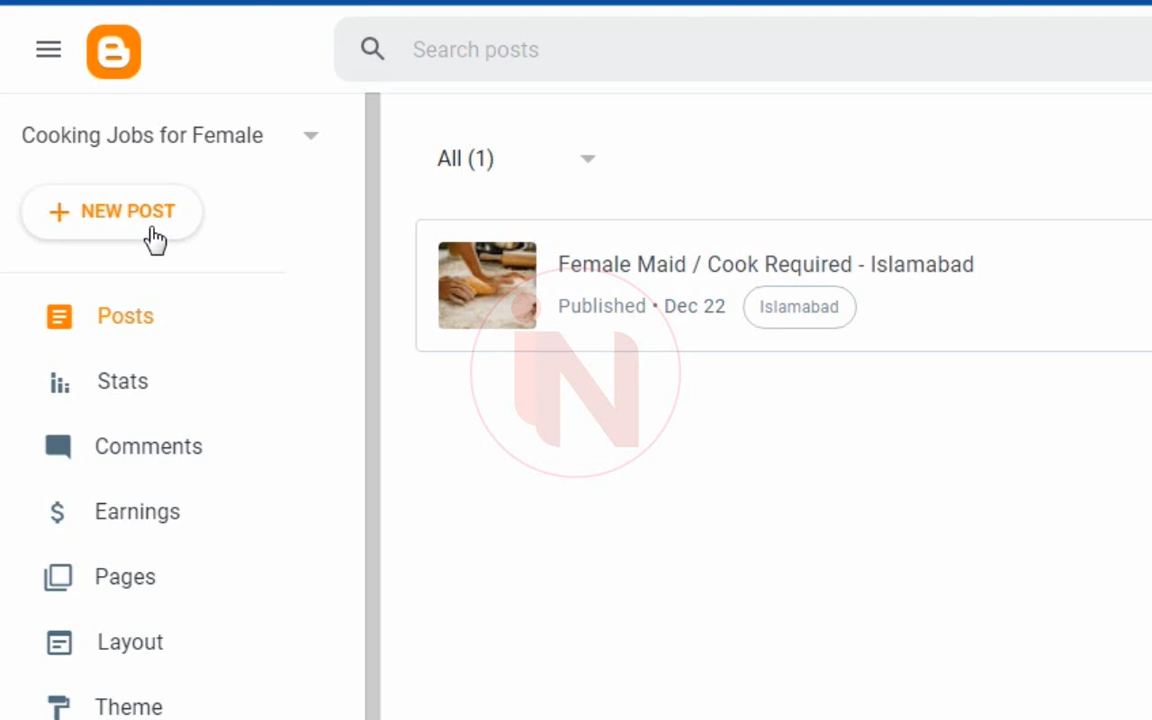 Search posts
Cooking Jobs for Female
All (1)
+ NEW POST
Female Maid / Cook Required - Islamabad
Published • Dec 22 Islamabad
Posts
Stats
Comments
$ Earnings
Pages
Layout
Theme
iN